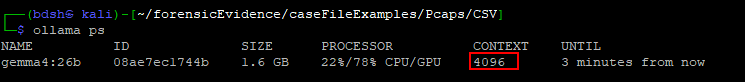 (bdsh㉿kali)-[~/forensicEvidence/caseFileExamples/Pcaps/CSV]
$ ollama ps
NAME ID SIZE PROCESSOR CONTEXT UNTIL
gemma4:26b 08ae7ec1744b 1.6 GB 22%/78% CPU/GPU 4096 3 minutes from now